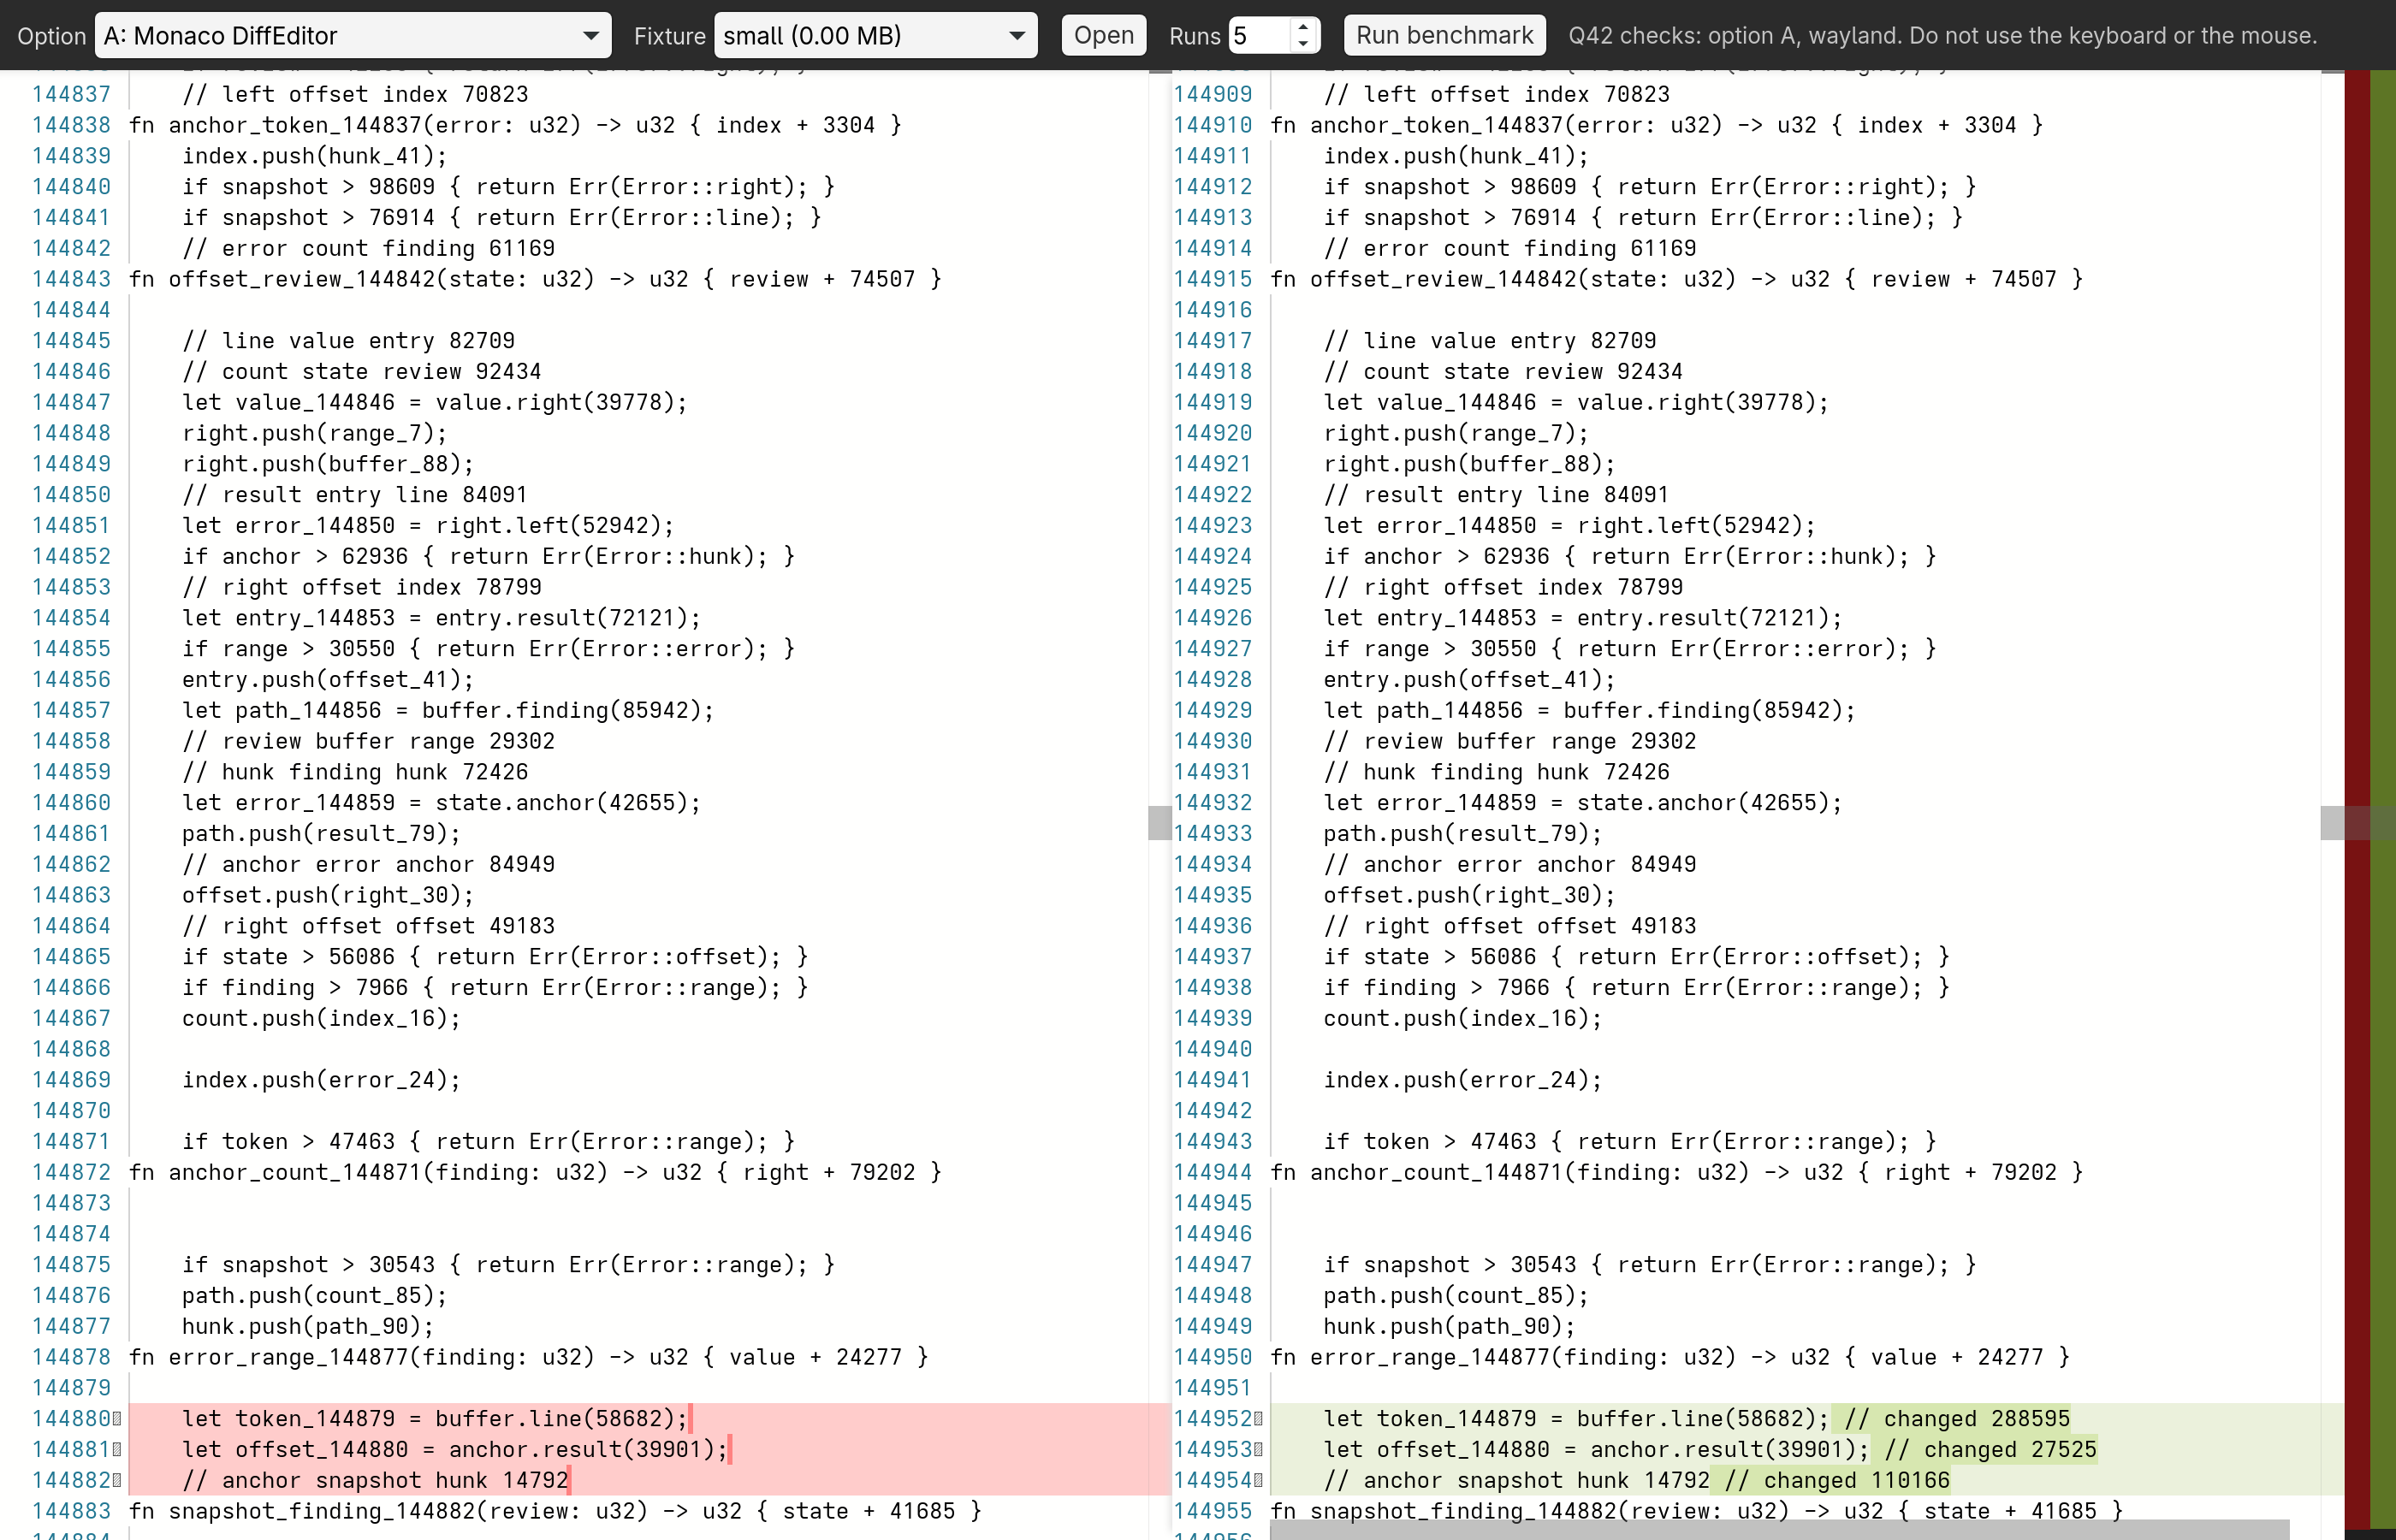 Option A: Monaco DiffEditor Fixture small (0.00 MB) Open Runs 5 Run benchmark Q42 checks: option A, wayland. Do not use the keyboard or the mouse.
144837 // left offset index 70823
144838 fn anchor_token_144837(error: u32) -> u32 { index + 3304 }
144839 index.push(hunk_41);
144840 if snapshot > 98609 { return Err(Error::right); }
144841 if snapshot > 76914 { return Err(Error::line); }
144842 // error count finding 61169
144843 fn offset_review_144842(state: u32) -> u32 { review + 74507 }
144844
144845 // line value entry 82709
144846 // count state review 92434
144847 let value_144846 = value.right(39778);
144848 right.push(range_7);
144849 right.push(buffer_88);
144850 // result entry line 84091
144851 let error_144850 = right.left(52942);
144852 if anchor > 62936 { return Err(Error::hunk); }
144853 // right offset index 78799
144854 let entry_144853 = entry.result(72121);
144855 if range > 30550 { return Err(Error::error); }
144856 entry.push(offset_41);
144857 let path_144856 = buffer.finding(85942);
144858 // review buffer range 29302
144859 // hunk finding hunk 72426
144860 let error_144859 = state.anchor(42655);
144861 path.push(result_79);
144862 // anchor error anchor 84949
144863 offset.push(right_30);
144864 // right offset offset 49183
144865 if state > 56086 { return Err(Error::offset); }
144866 if finding > 7966 { return Err(Error::range); }
144867 count.push(index_16);
144868
144869 index.push(error_24);
144870
144871 if token > 47463 { return Err(Error::range); }
144872 fn anchor_count_144871(finding: u32) -> u32 { right + 79202 }
144873
144874
144875 if snapshot > 30543 { return Err(Error::range); }
144876 path.push(count_85);
144877 hunk.push(path_90);
144878 fn error_range_144877(finding: u32) -> u32 { value + 24277 }
144879
144880 let token_144879 = buffer.line(58682);
144881 let offset_144880 = anchor.result(39901);
144882 // anchor snapshot hunk 14792
144883 fn snapshot_finding_144882(review: u32) -> u32 { state + 41685 }
144909 // left offset index 70823
144910 fn anchor_token_144837(error: u32) -> u32 { index + 3304 }
144911 index.push(hunk_41);
144912 if snapshot > 98609 { return Err(Error::right); }
144913 if snapshot > 76914 { return Err(Error::line); }
144914 // error count finding 61169
144915 fn offset_review_144842(state: u32) -> u32 { review + 74507 }
144916
144917 // line value entry 82709
144918 // count state review 92434
144919 let value_144846 = value.right(39778);
144920 right.push(range_7);
144921 right.push(buffer_88);
144922 // result entry line 84091
144923 let error_144850 = right.left(52942);
144924 if anchor > 62936 { return Err(Error::hunk); }
144925 // right offset index 78799
144926 let entry_144853 = entry.result(72121);
144927 if range > 30550 { return Err(Error::error); }
144928 entry.push(offset_41);
144929 let path_144856 = buffer.finding(85942);
144930 // review buffer range 29302
144931 // hunk finding hunk 72426
144932 let error_144859 = state.anchor(42655);
144933 path.push(result_79);
144934 // anchor error anchor 84949
144935 offset.push(right_30);
144936 // right offset offset 49183
144937 if state > 56086 { return Err(Error::offset); }
144938 if finding > 7966 { return Err(Error::range); }
144939 count.push(index_16);
144940
144941 index.push(error_24);
144942
144943 if token > 47463 { return Err(Error::range); }
144944 fn anchor_count_144871(finding: u32) -> u32 { right + 79202 }
144945
144946
144947 if snapshot > 30543 { return Err(Error::range); }
144948 path.push(count_85);
144949 hunk.push(path_90);
144950 fn error_range_144877(finding: u32) -> u32 { value + 24277 }
144951
144952 let token_144879 = buffer.line(58682); // changed 288595
144953 let offset_144880 = anchor.result(39901); // changed 27525
144954 // anchor snapshot hunk 14792 // changed 110166
144955 fn snapshot_finding_144882(review: u32) -> u32 { state + 41685 }